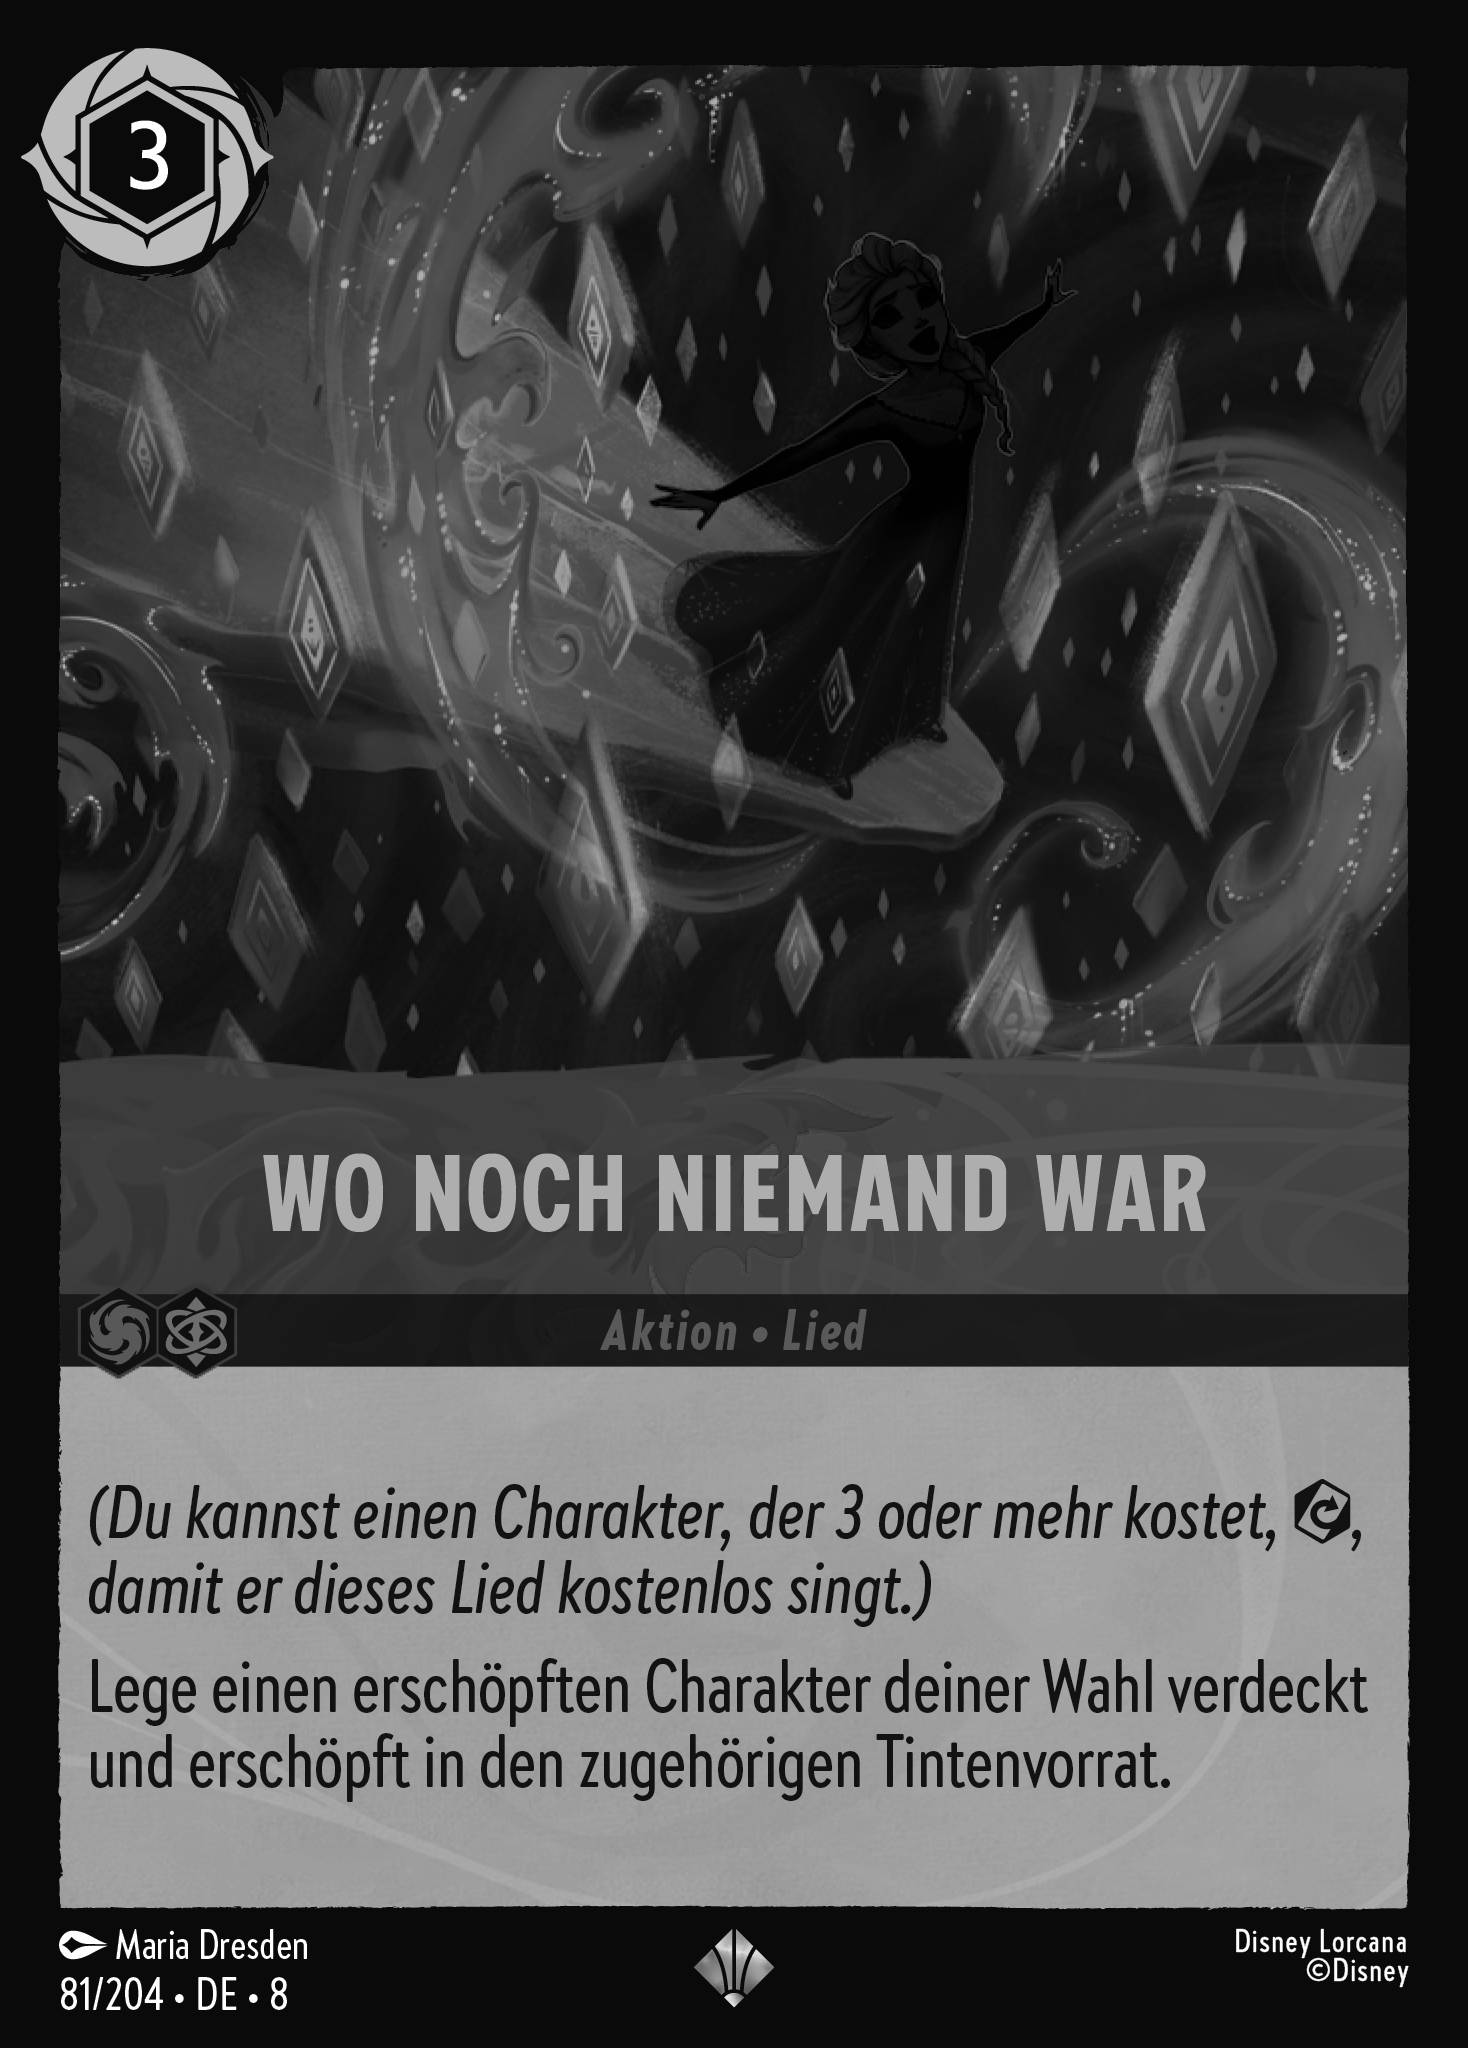 3
WO NOCH NIEMAND WAR
Aktion • Lied
(Du kannst einen Charakter, der 3 oder mehr kostet, ,
damit er dieses Lied kostenlos singt.)
Lege einen erschöpften Charakter deiner Wahl verdeckt
und erschöpft in den zugehörigen Tintenvorrat.
Maria Dresden
81/204 • DE • 8
Disney Lorcana
©Disney